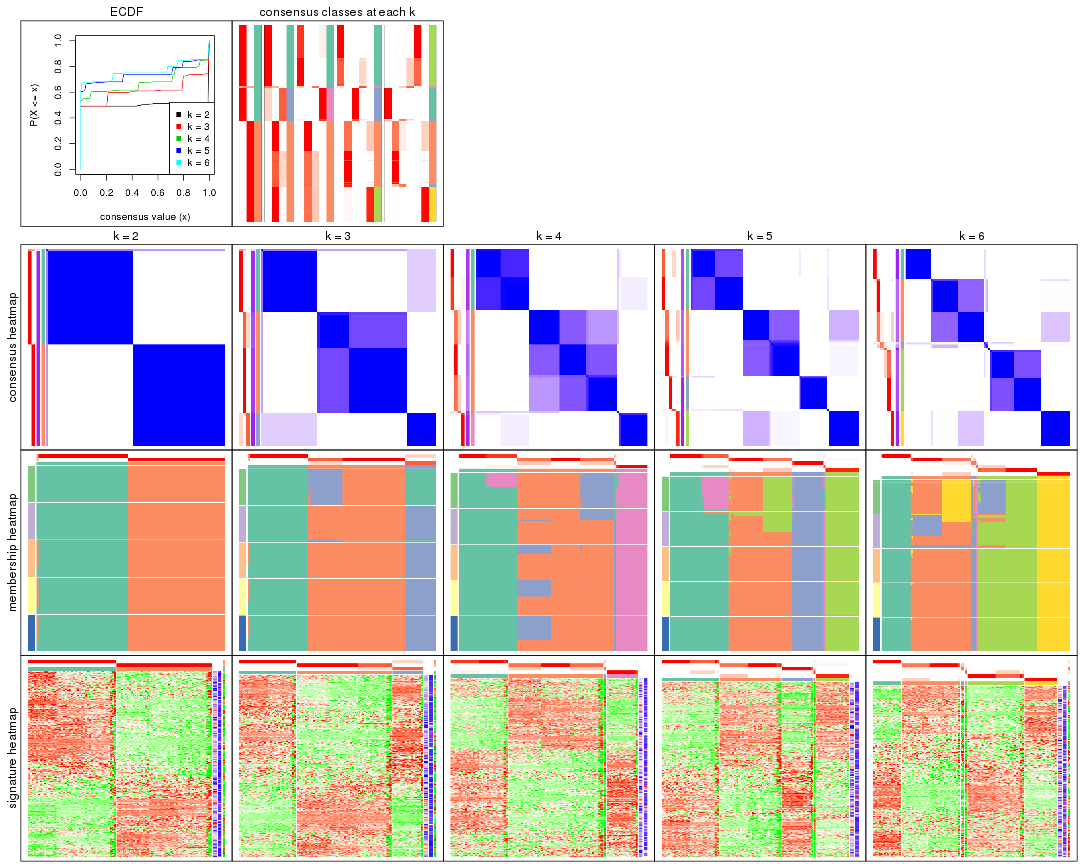 ECDF
consensus classes at each k
P(X <= x)
0.0 0.2 0.4 0.6 0.8 1.0
k = 2
k = 3
k = 4
k = 5
k = 6
0.0 0.2 0.4 0.6 0.8 1.0
consensus value (x)
k = 2
k = 3
k = 4
k = 5
k = 6
consensus heatmap
membership heatmap
signature heatmap